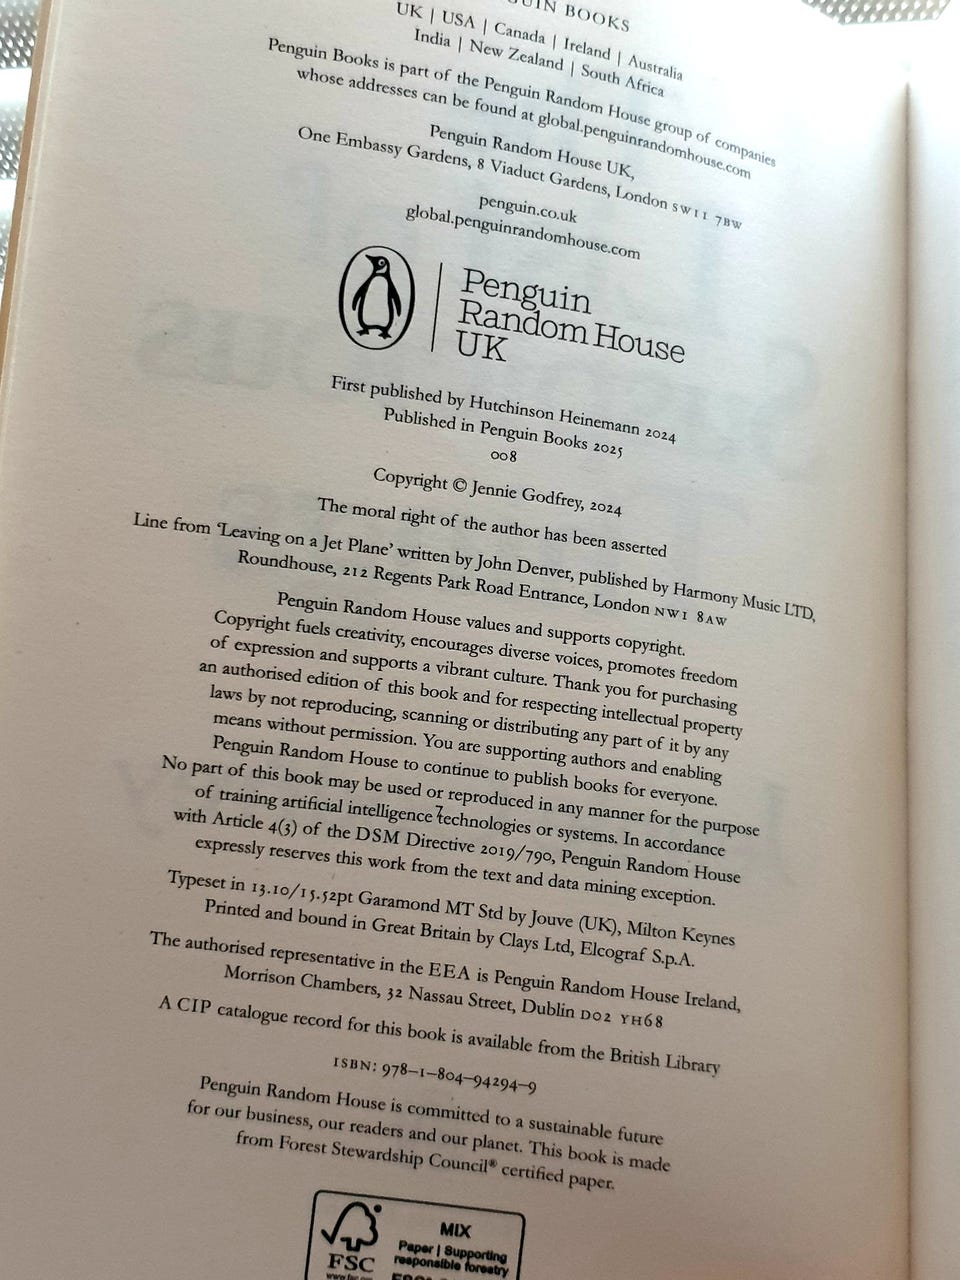 UIN BOOKS
UK | USA | Canada | Ireland | Australia
India | New Zealand | South Africa
Penguin Books is part of the Penguin Random House group of companies
whose addresses can be found at global.penguinrandomhouse.com
Penguin Random House UK,
One Embassy Gardens, 8 Viaduct Gardens, London SW11 7BW
penguin.co.uk
global.penguinrandomhouse.com
Penguin
Random House
UK
First published by Hutchinson Heinemann 2024
Published in Penguin Books 2025
008
Copyright © Jennie Godfrey, 2024
The moral right of the author has been asserted
Line from ‘Leaving on a Jet Plane’ written by John Denver, published by Harmony Music LTD,
Roundhouse, 212 Regents Park Road Entrance, London NW1 8AW
Penguin Random House values and supports copyright.
Copyright fuels creativity, encourages diverse voices, promotes freedom
of expression and supports a vibrant culture. Thank you for purchasing
an authorised edition of this book and for respecting intellectual property
laws by not reproducing, scanning or distributing any part of it by any
means without permission. You are supporting authors and enabling
Penguin Random House to continue to publish books for everyone.
No part of this book may be used or reproduced in any manner for the purpose
of training artificial intelligence technologies or systems. In accordance
with Article 4(3) of the DSM Directive 2019/790, Penguin Random House
expressly reserves this work from the text and data mining exception.
Typeset in 13.10/15.52pt Garamond MT Std by Jouve (UK), Milton Keynes
Printed and bound in Great Britain by Clays Ltd, Elcograf S.p.A.
The authorised representative in the EEA is Penguin Random House Ireland,
Morrison Chambers, 32 Nassau Street, Dublin D02 YH68
A CIP catalogue record for this book is available from the British Library
ISBN: 978–1–804–94294–9
Penguin Random House is committed to a sustainable future
for our business, our readers and our planet. This book is made
from Forest Stewardship Council® certified paper.
MIX
Paper | Supporting
responsible forestry
FSC